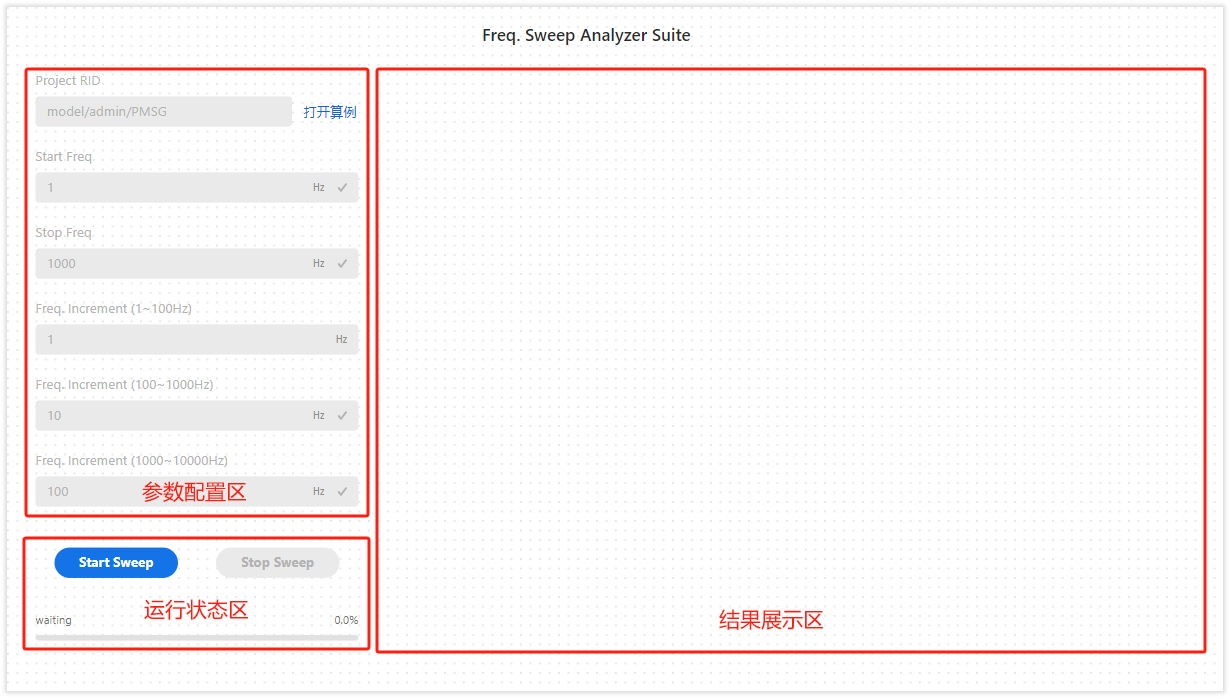 Freq. Sweep Analyzer Suite
Project RID
model/admin/PMSG 打开算例
Start Freq
1 Hz
Stop Freq
1000 Hz
Freq. Increment (1~100Hz)
1 Hz
Freq. Increment (100~1000Hz)
10 Hz
Freq. Increment (1000~10000Hz)
100 参数配置区 Hz
Start Sweep Stop Sweep
运行状态区
waiting 0.0%
结果展示区